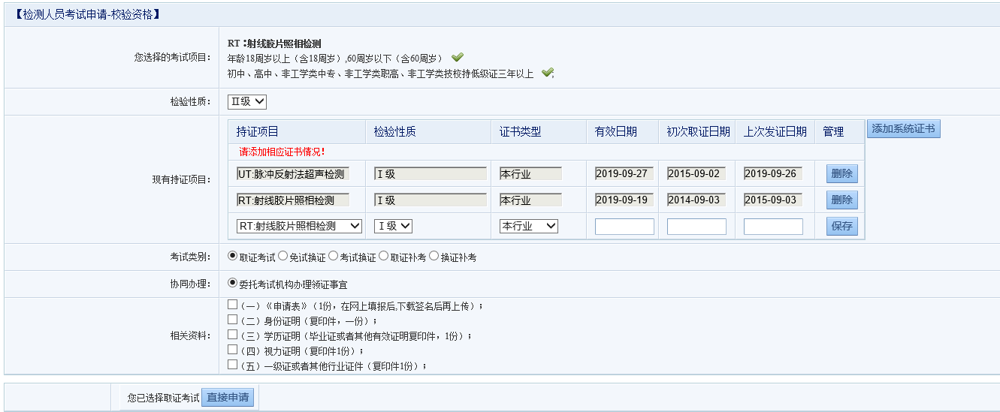 【检测人员考试申请-校验资格】
RT：射线胶片照相检测
您选择的考试项目：
年龄18周岁以上（含18周岁）,60周岁以下（含60周岁）
初中、高中、非工学类中专、非工学类职高、非工学类技校持低级证三年以上 ；
检验性质： Ⅱ级
持证项目 检验性质 证书类型 有效日期 初次取证日期 上次发证日期 管理 添加系统证书
请添加相应证书情况！
现有持证项目：
UT:脉冲反射法超声检测 Ⅰ级 本行业 2019-09-27 2015-09-02 2019-09-26 删除
RT:射线胶片照相检测 Ⅰ级 本行业 2019-09-19 2014-09-03 2015-09-03 删除
RT:射线胶片照相检测 Ⅰ级 本行业 保存
考试类别： 取证考试 免试换证 考试换证 取证补考 换证补考
协同办理： 委托考试机构办理领证事宜
相关资料：
（一）《申请表》（1份，在网上填报后,下载签名后再上传）；
（二）身份证明（复印件，一份）；
（三）学历证明（毕业证或者其他有效证明复印件，1份）；
（四）视力证明（复印件1份）；
（五）一级证或者其他行业证件（复印件1份）；
您已选择取证考试 直接申请